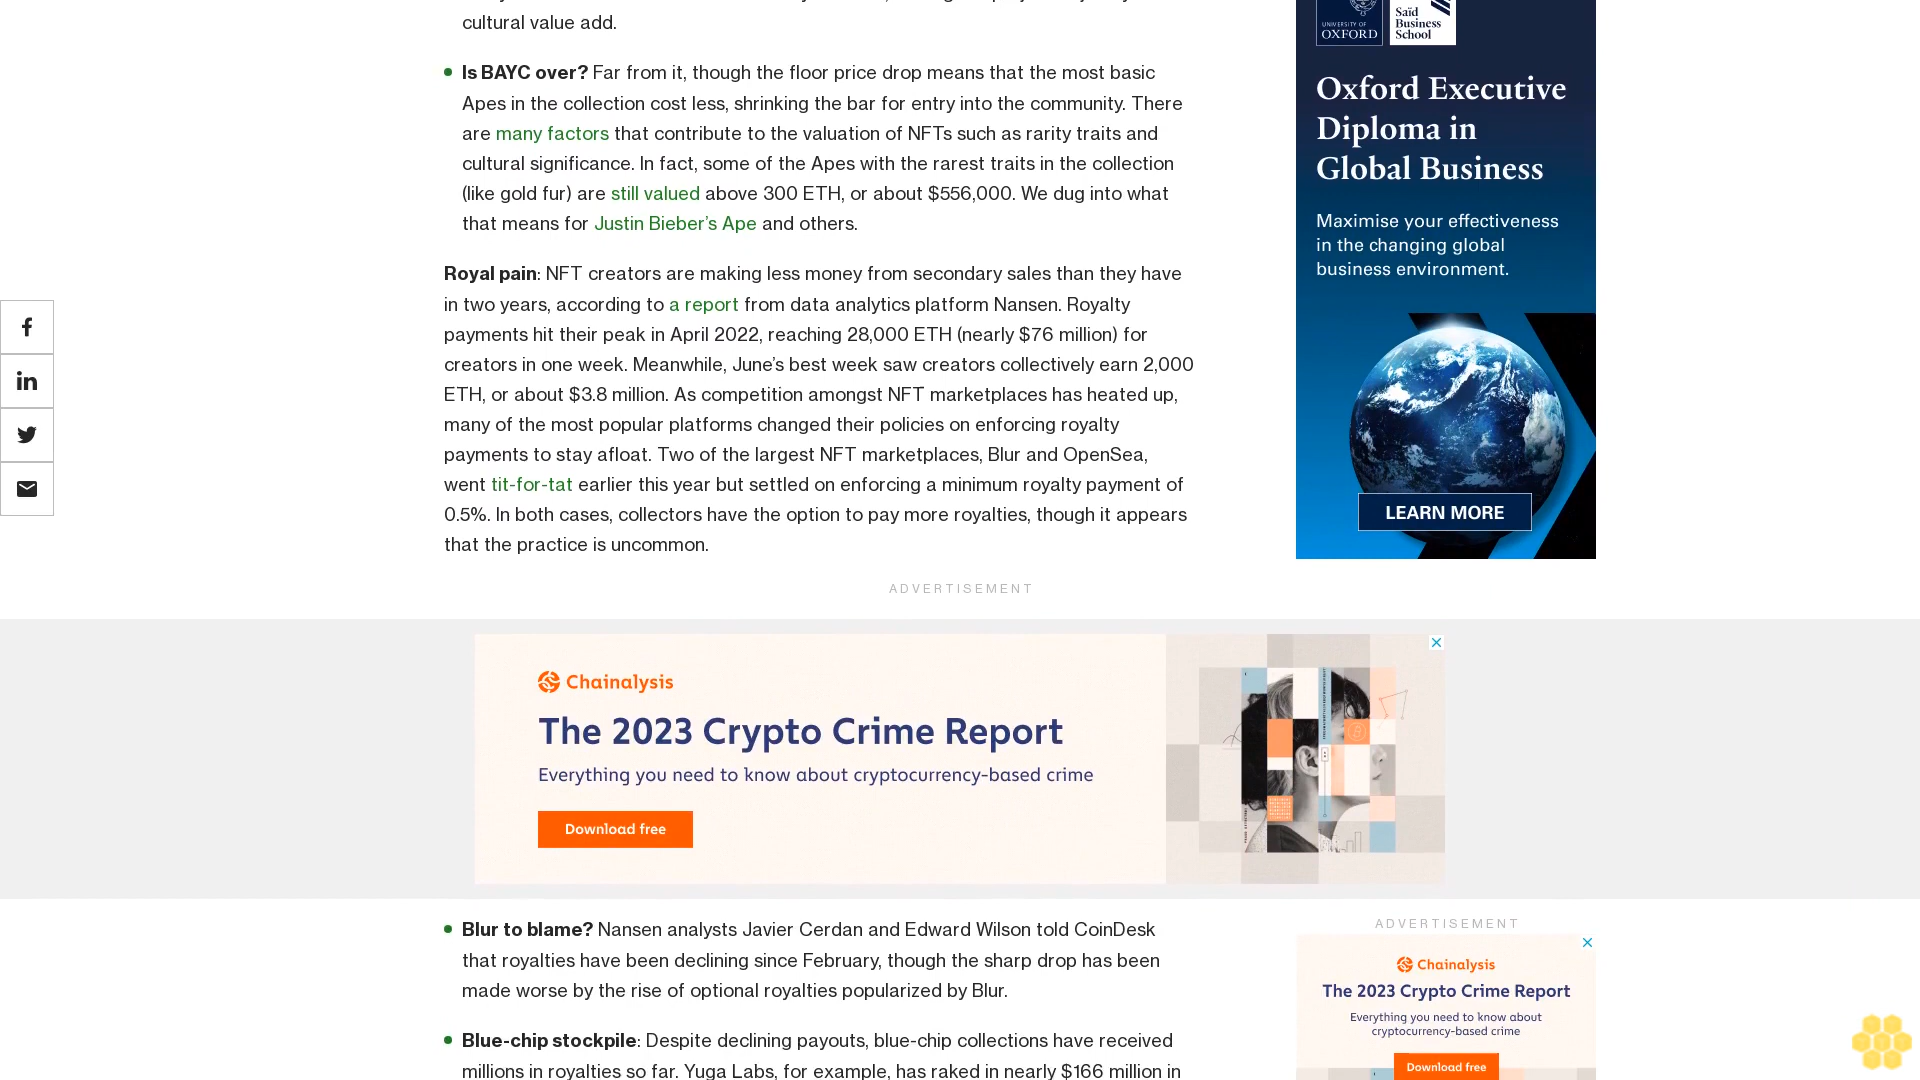 cultural value add.
Is BAYC over? Far from it, though the floor price drop means that the most basic
Apes in the collection cost less, shrinking the bar for entry into the community. There
are many factors that contribute to the valuation of NFTs such as rarity traits and
cultural significance. In fact, some of the Apes with the rarest traits in the collection
(like gold fur) are still valued above 300 ETH, or about $556,000. We dug into what
that means for Justin Bieber’s Ape and others.
Royal pain: NFT creators are making less money from secondary sales than they have
in two years, according to a report from data analytics platform Nansen. Royalty
payments hit their peak in April 2022, reaching 28,000 ETH (nearly $76 million) for
creators in one week. Meanwhile, June’s best week saw creators collectively earn 2,000
ETH, or about $3.8 million. As competition amongst NFT marketplaces has heated up,
many of the most popular platforms changed their policies on enforcing royalty
payments to stay afloat. Two of the largest NFT marketplaces, Blur and OpenSea,
went tit-for-tat earlier this year but settled on enforcing a minimum royalty payment of
0.5%. In both cases, collectors have the option to pay more royalties, though it appears
that the practice is uncommon.
UNIVERSITY OF
OXFORD
Saïd
Business
School
Oxford Executive
Diploma in
Global Business
Maximise your effectiveness
in the changing global
business environment.
LEARN MORE
ADVERTISEMENT
Chainalysis
The 2023 Crypto Crime Report
Everything you need to know about cryptocurrency-based crime
Download free
Blur to blame? Nansen analysts Javier Cerdan and Edward Wilson told CoinDesk
that royalties have been declining since February, though the sharp drop has been
made worse by the rise of optional royalties popularized by Blur.
Blue-chip stockpile: Despite declining payouts, blue-chip collections have received
millions in royalties so far. Yuga Labs, for example, has raked in nearly $166 million in
ADVERTISEMENT
Chainalysis
The 2023 Crypto Crime Report
Everything you need to know about
cryptocurrency-based crime
Download free